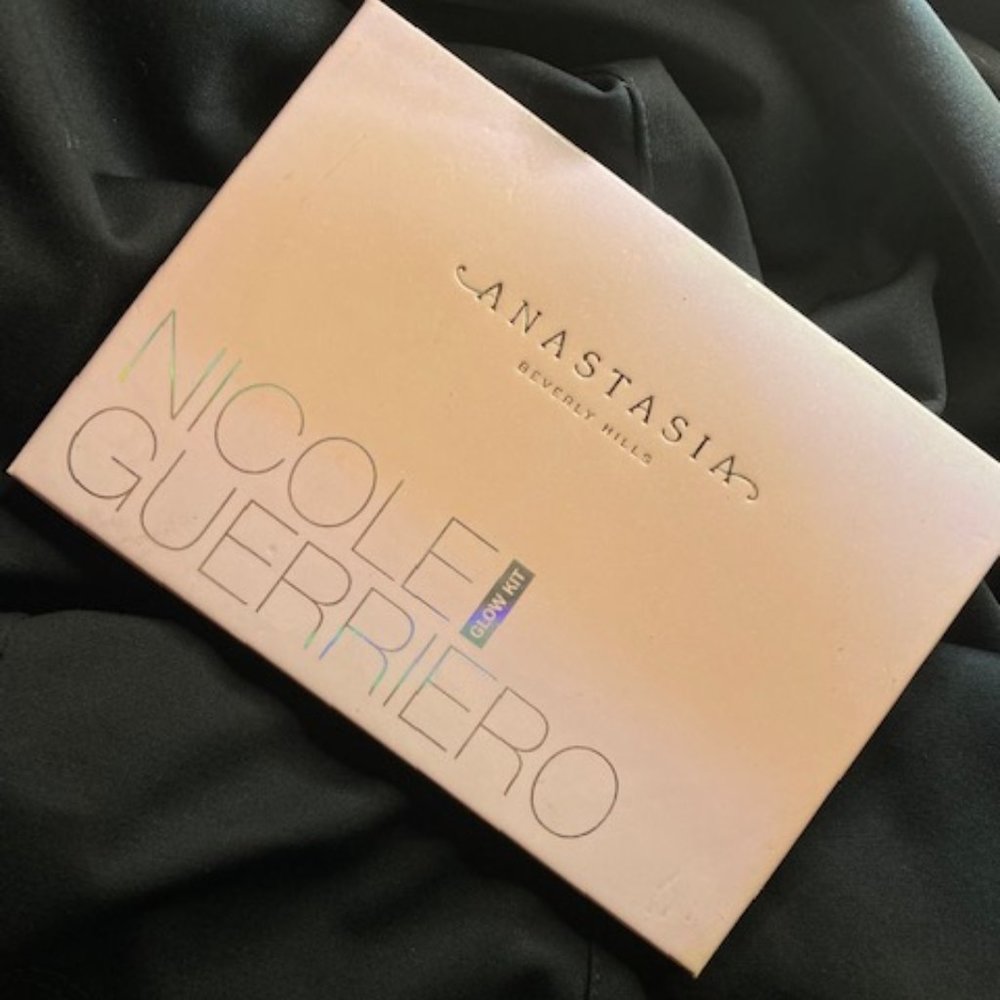 ANASTASIA
BEVERLY HILLS
NICOLE
GUERRIERO
GLOW KIT